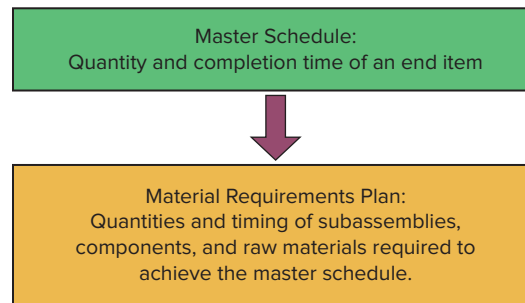 Master Schedule:
Quantity and completion time of an end item
Material Requirements Plan:
Quantities and timing of subassemblies,
components, and raw materials required to
achieve the master schedule.